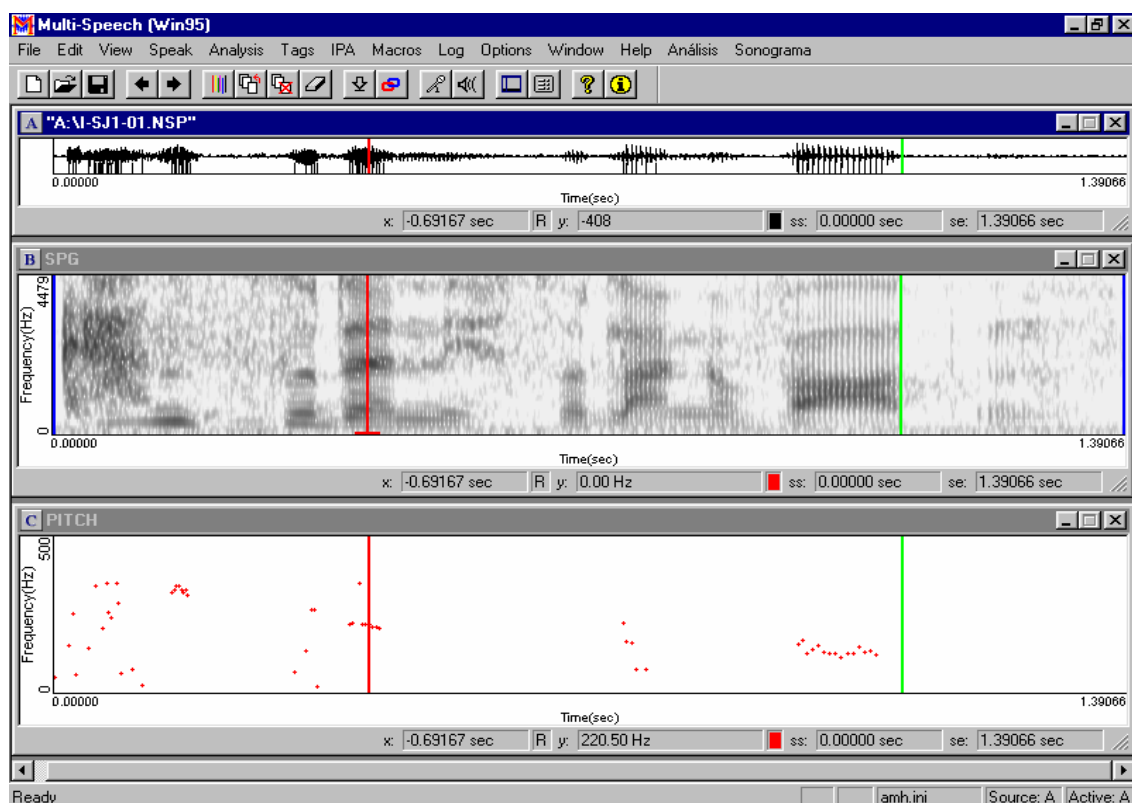 Multi-Speech (Win95)
File Edit View Speak Analysis Tags IPA Macros Log Options Window Help Análisis Sonograma
A "A:\I-SJ1-01.NSP"
0.00000 1.39066
Time(sec)
x: -0.69167 sec R y: -408 ss: 0.00000 sec se: 1.39066 sec
B SPG
4479
Frequency(Hz)
0
0.00000 1.39066
Time(sec)
x: -0.69167 sec R y: 0.00 Hz ss: 0.00000 sec se: 1.39066 sec
C PITCH
500
Frequency(Hz)
0
0.00000 1.39066
Time(sec)
x: -0.69167 sec R y: 220.50 Hz ss: 0.00000 sec se: 1.39066 sec
Ready amh.ini Source: A Active: A